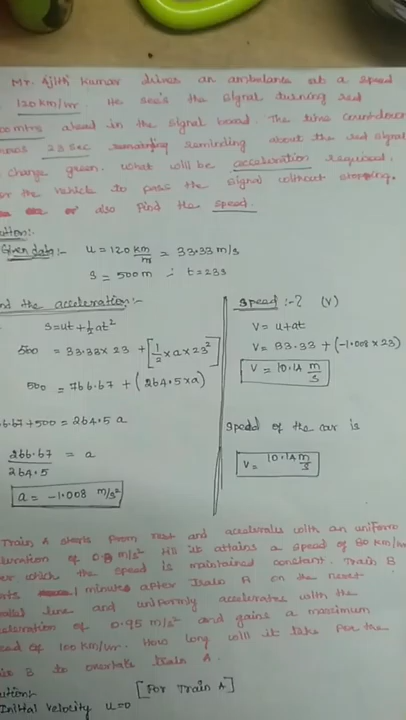 Mr. Ajith Kumar drives an ambulance at a speed
120 km/hr. He see's the signal turning red
mtrs ahead in the signal board. The time countdown
23 sec remaining reminding about the red signal
change green. What will be acceleration required,
the vehicle to pass the signal without stopping.
also find the speed.
Given data:- u = 120 km/ = 33.33 m/s
s = 500m ∴ t = 23s
the acceleration:-
s = ut + 1/2 at²
500 = 33.33 x 23 + [1/2 x a x 23²]
500 = 766.67 + (264.5 x a)
+ 500 = 264.5 a
266.67/264.5 = a
a = -1.008 m/s²
Speed :- ? (v)
v = u + at
v = 33.33 + (-1.008 x 23)
v = 10.14 m/s
of the car is
v = 10.14 m/s
Train A starts from rest and accelerates with an uniform
of 0.8 m/s² till it attains a speed of 80 km/hr
which the speed is maintained constant. Train B
1 minute after train A on the
line and uniformly accelerates with the
of 0.95 m/s² and gains a maximum
of 100 km/hr. How long will it take for the
B to overtake train A.
[For Train A]
Initial velocity u = 0